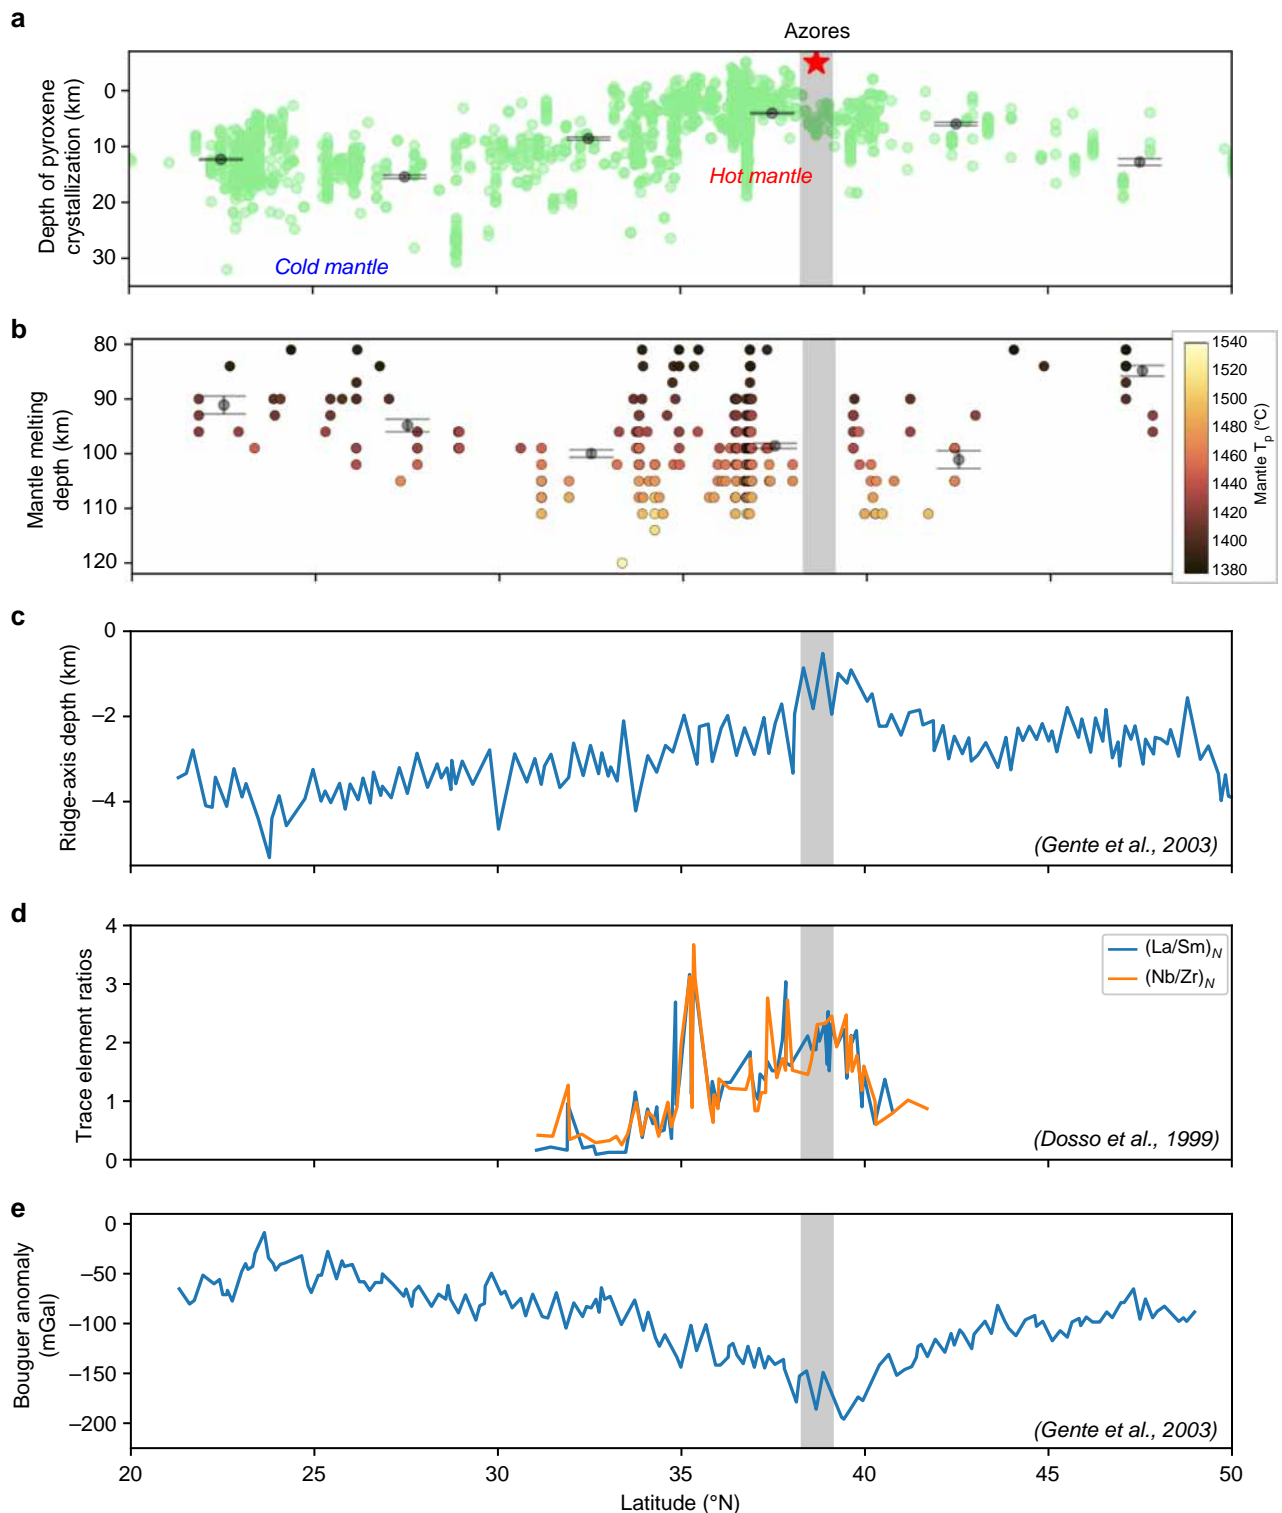 a
Azores
Depth of pyroxene
crystallization (km)
0
10
20
30
Hot mantle
Cold mantle
b
Mantle melting
depth (km)
80
90
100
110
120
1540
1520
1500
1480
1460
1440
1420
1400
1380
Mantle Tp (°C)
c
Ridge-axis depth (km)
0
−2
−4
(Gente et al., 2003)
d
Trace element ratios
4
3
2
1
0
(La/Sm)N
(Nb/Zr)N
(Dosso et al., 1999)
e
Bouguer anomaly
(mGal)
0
−50
−100
−150
−200
(Gente et al., 2003)
20 25 30 35 40 45 50
Latitude (°N)